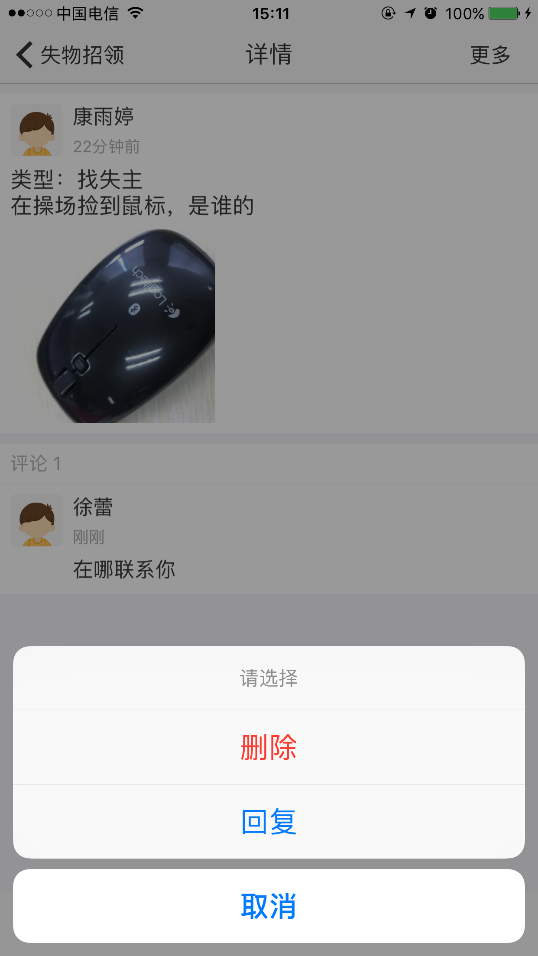 中国电信 15:11 100%
失物招领 详情 更多
康雨婷
22分钟前
类型：找失主
在操场捡到鼠标，是谁的
Logitech
评论 1
徐蕾
刚刚
在哪联系你
请选择
删除
回复
取消